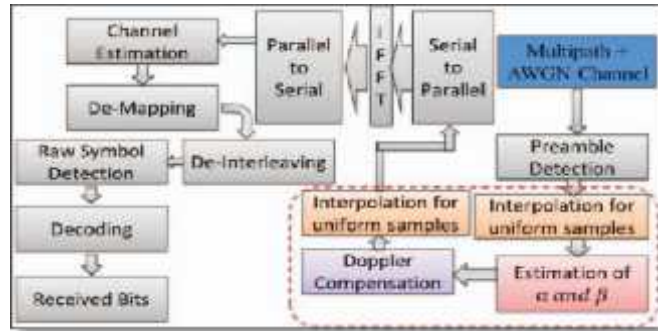 Channel
Estimation
De-Mapping
Raw Symbol
Detection
De-Interleaving
Decoding
Received Bits
Parallel
to
Serial
I
F
F
T
Serial
to
Parallel
Multipath +
AWGN Channel
Preamble
Detection
Interpolation for
uniform samples
Estimation of
α and β
Doppler
Compensation
Interpolation for
uniform samples